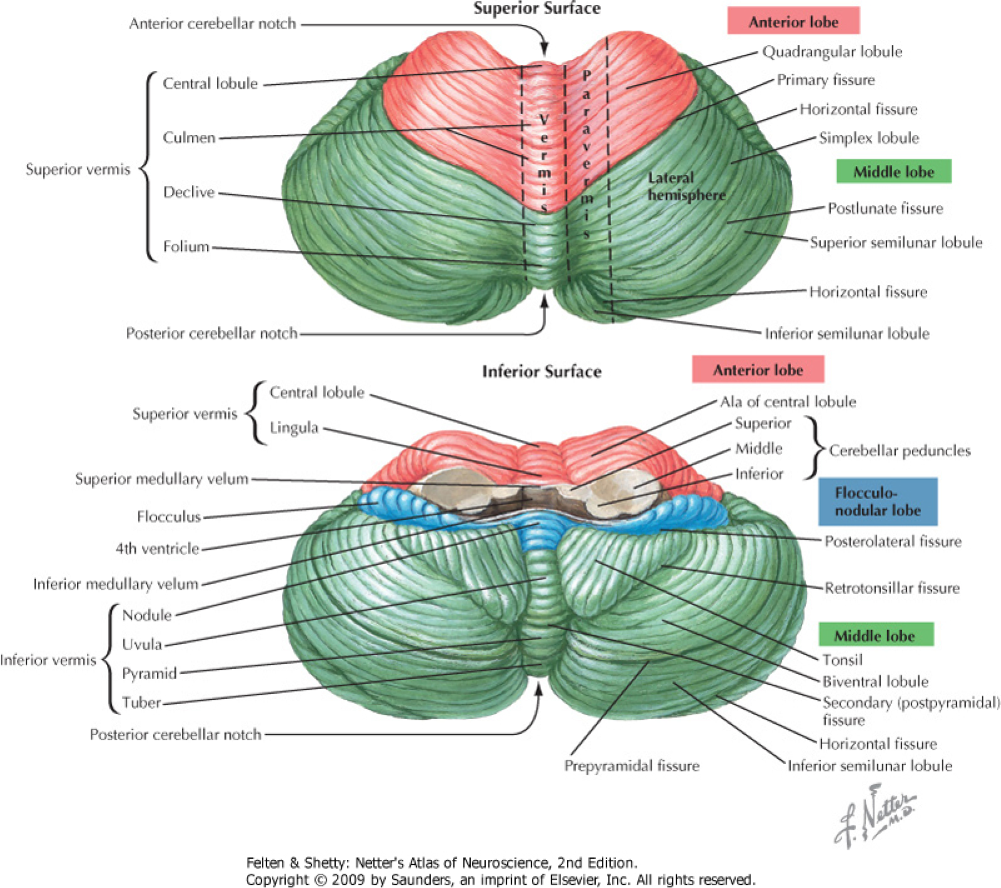 Superior Surface
Anterior cerebellar notch
Anterior lobe
Quadrangular lobule
Primary fissure
Central lobule
Horizontal fissure
Culmen
Simplex lobule
Superior vermis
Vermis
Paravermis
Lateral
hemisphere
Middle lobe
Declive
Postlunate fissure
Folium
Superior semilunar lobule
Horizontal fissure
Posterior cerebellar notch
Inferior semilunar lobule
Inferior Surface
Anterior lobe
Central lobule
Superior vermis
Lingula
Ala of central lobule
Superior
Middle
Inferior
Cerebellar peduncles
Superior medullary velum
Flocculus
Flocculo-
nodular lobe
4th ventricle
Posterolateral fissure
Inferior medullary velum
Retrotonsillar fissure
Nodule
Uvula
Inferior vermis
Pyramid
Tuber
Middle lobe
Tonsil
Biventral lobule
Secondary (postpyramidal)
fissure
Posterior cerebellar notch
Horizontal fissure
Prepyramidal fissure
Inferior semilunar lobule
F. Netter
M.D.
Felten & Shetty: Netter's Atlas of Neuroscience, 2nd Edition.
Copyright © 2009 by Saunders, an imprint of Elsevier, Inc. All rights reserved.